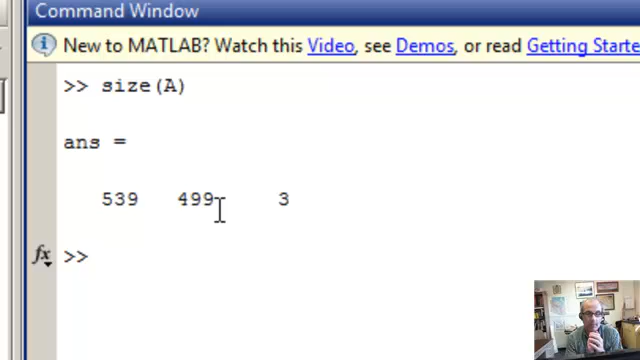 Command Window
New to MATLAB? Watch this Video, see Demos, or read Getting Starte
>> size(A)
ans =
539 499 3
fx >>